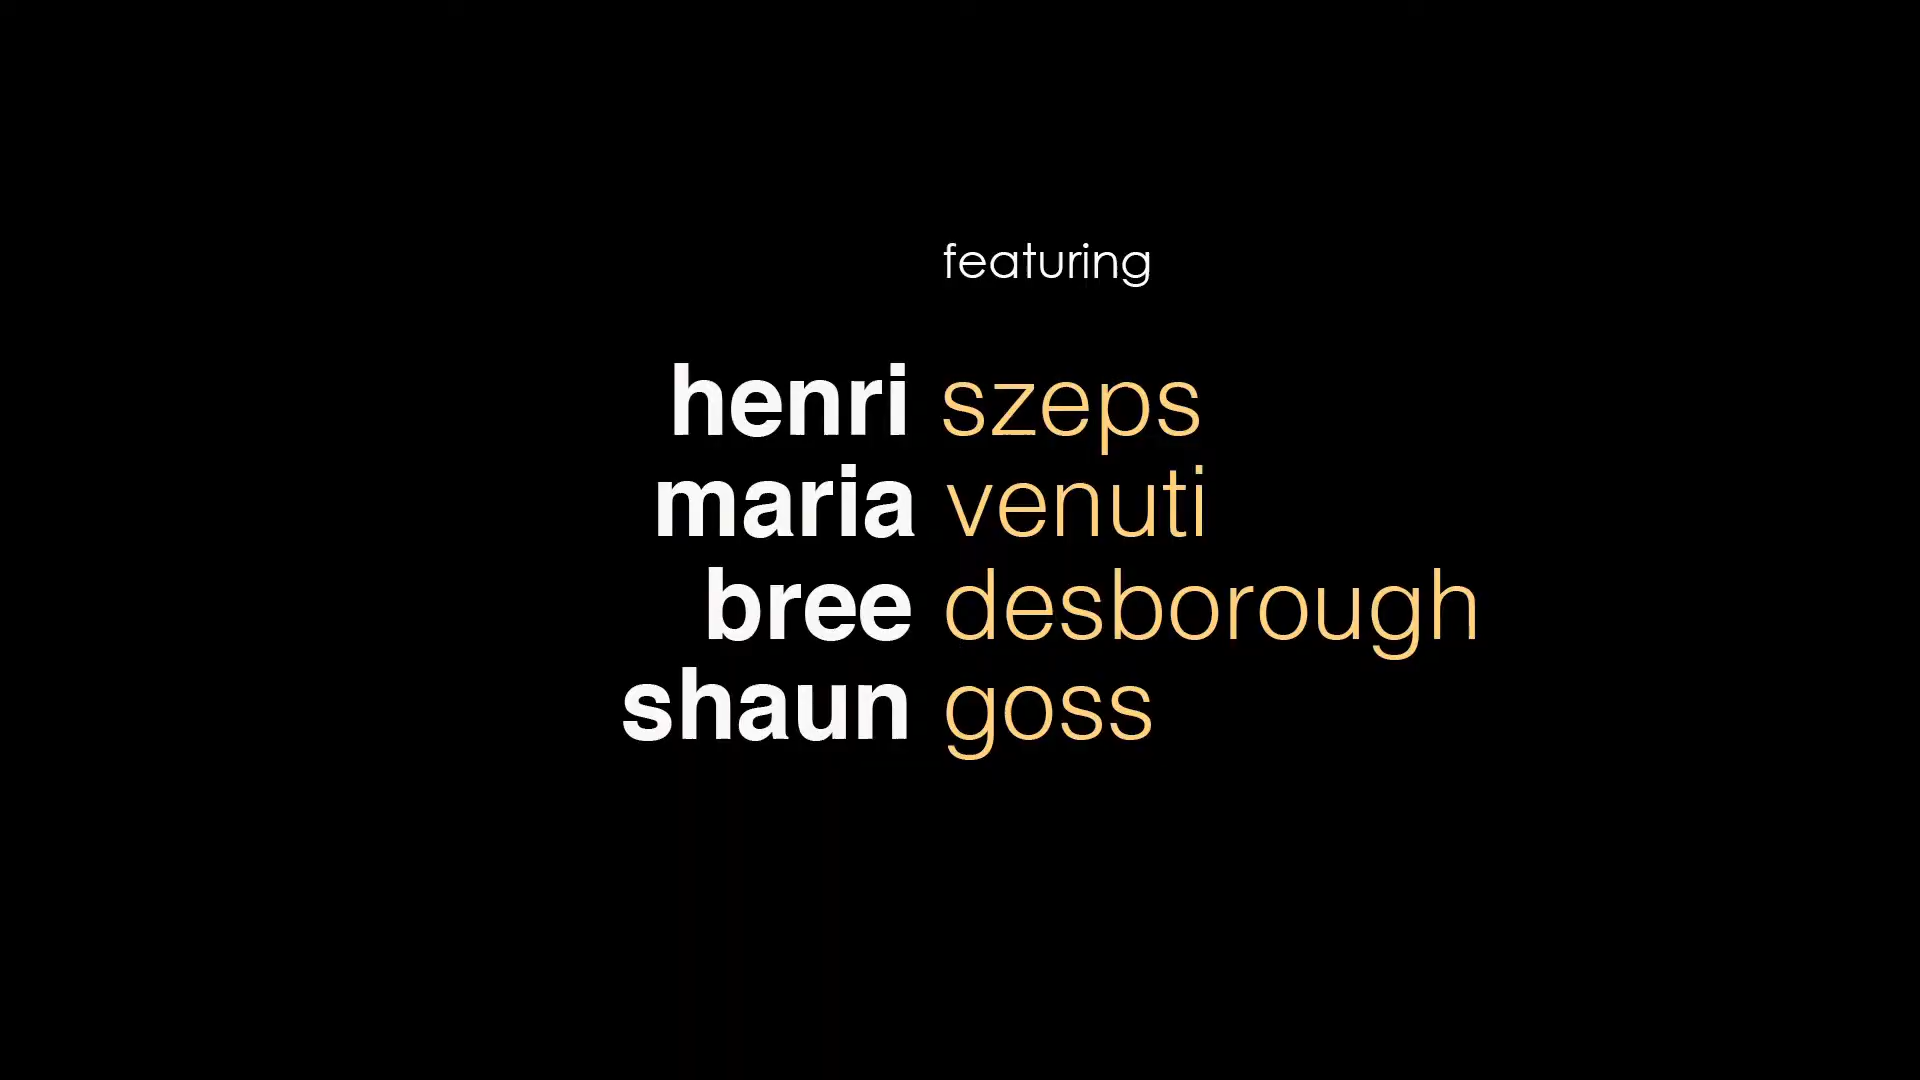 featuring
henri szeps
maria venuti
bree desborough
shaun goss